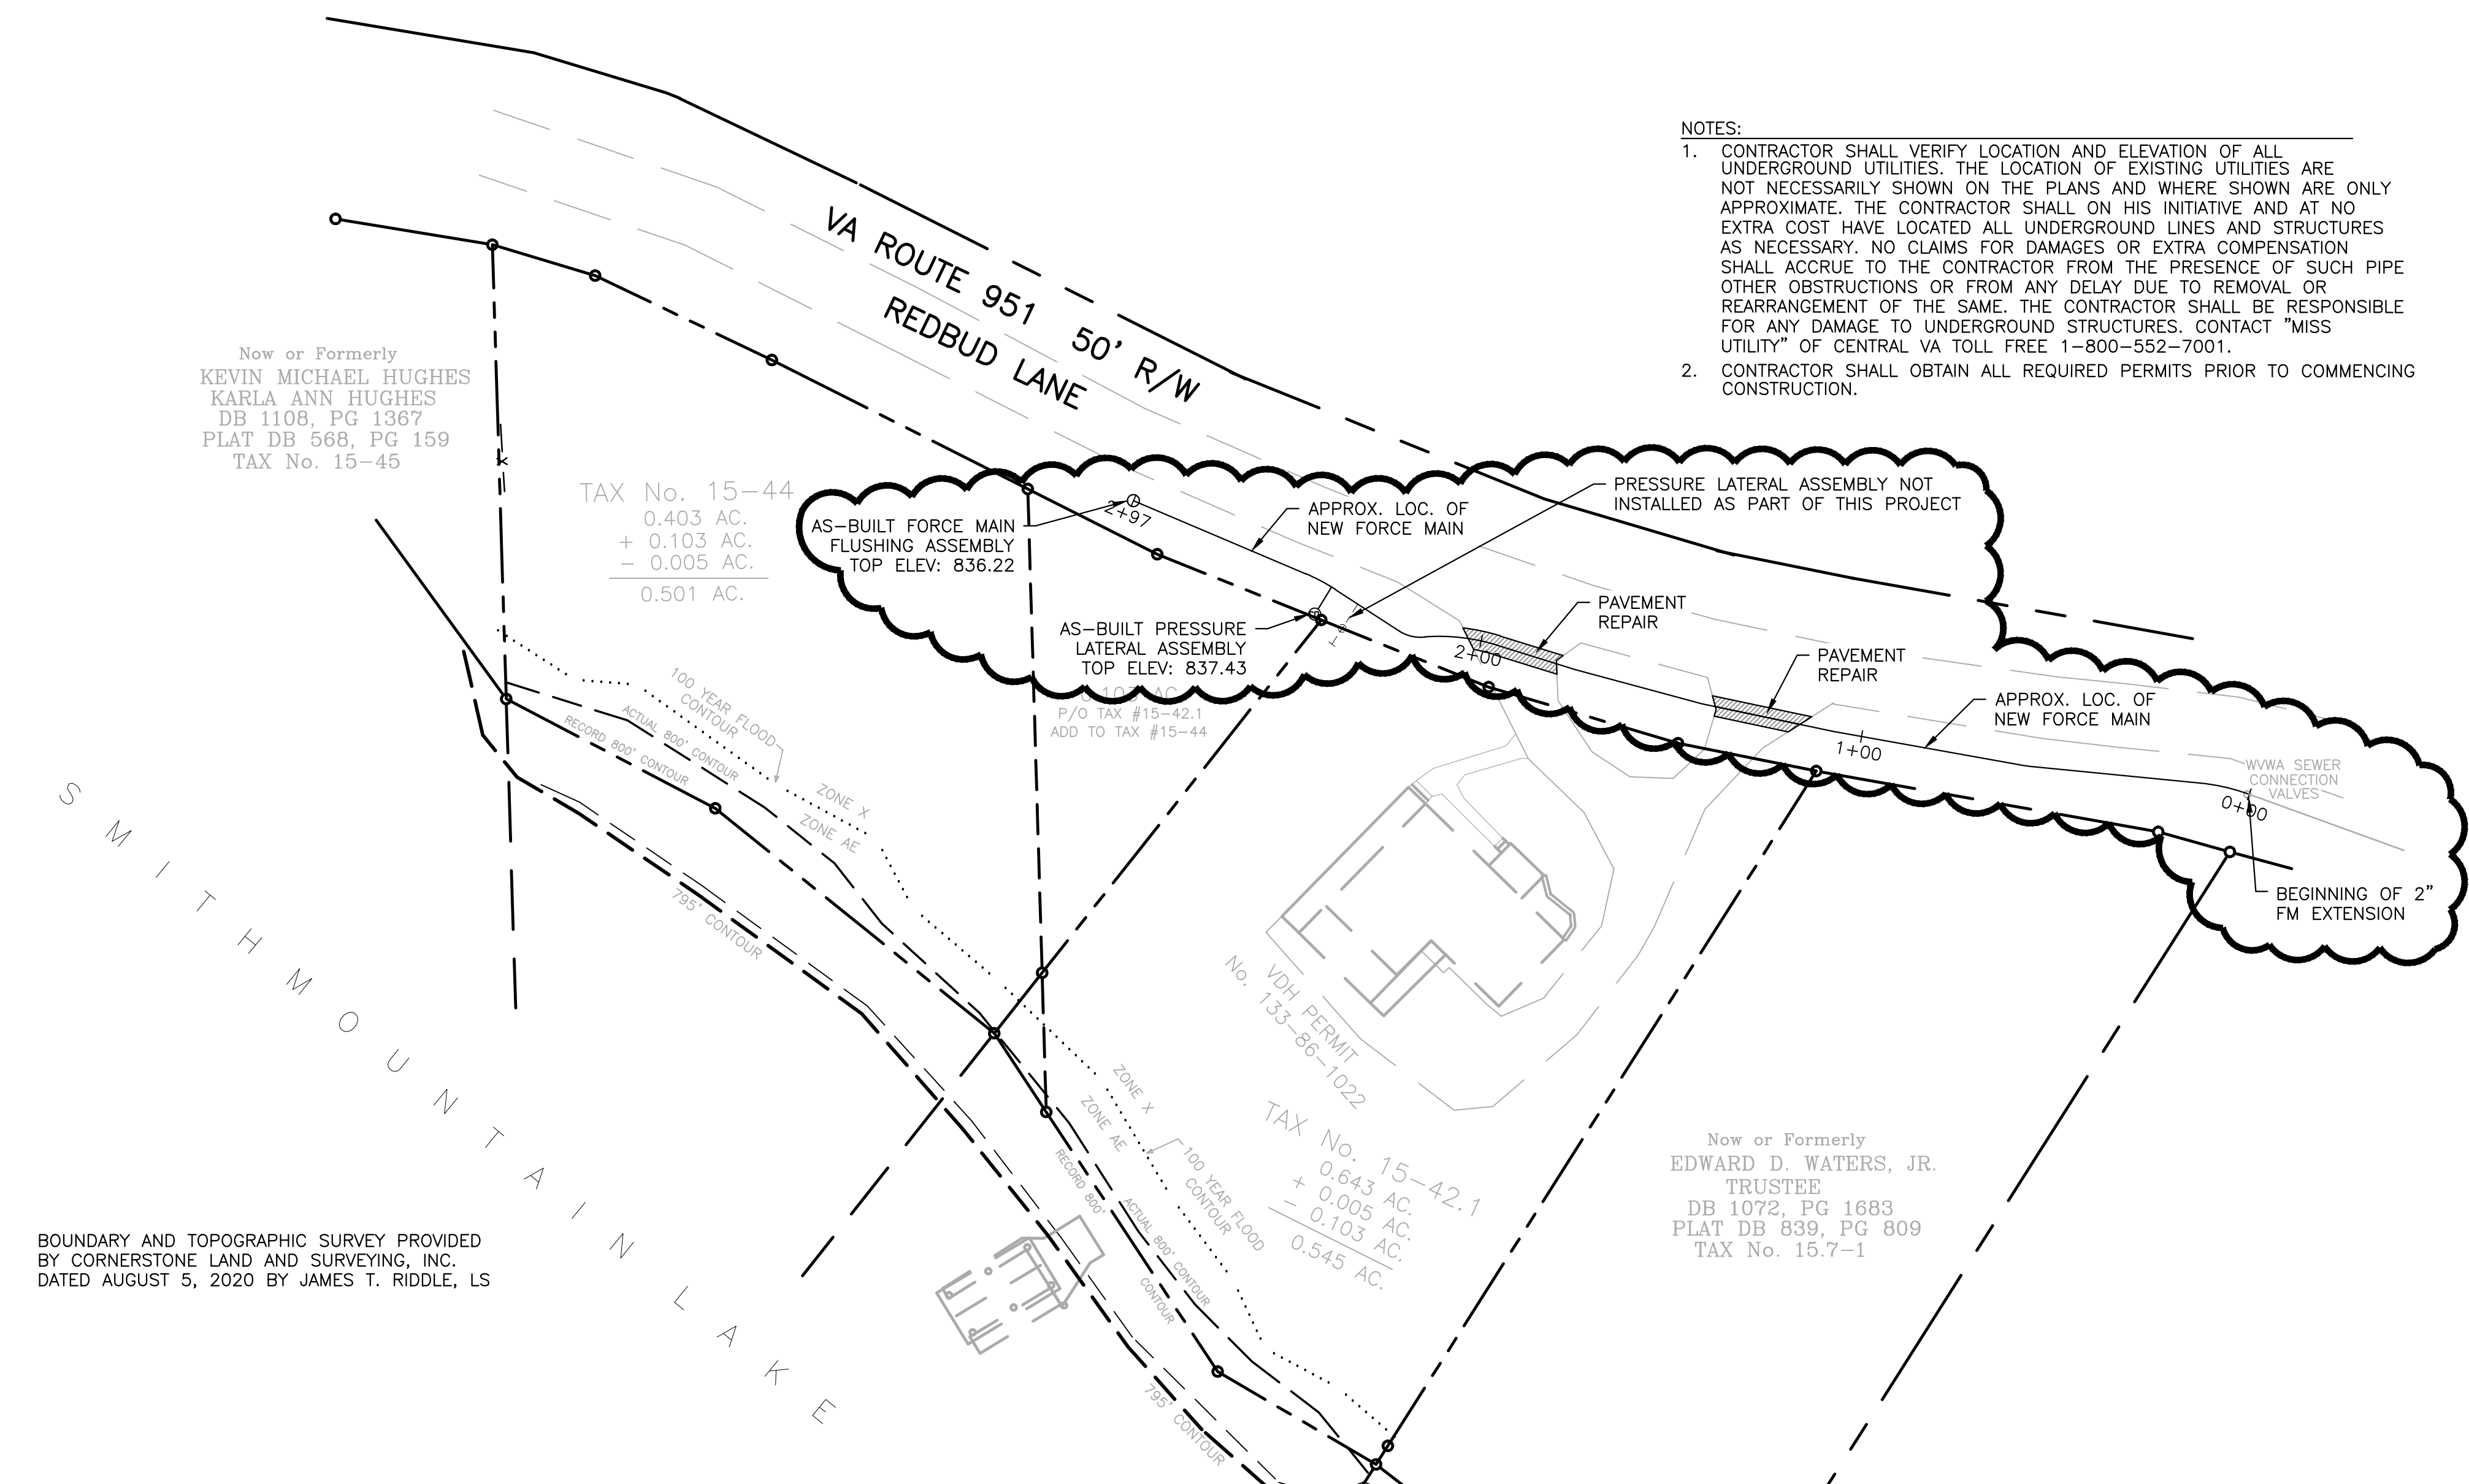 NOTES:
1. CONTRACTOR SHALL VERIFY LOCATION AND ELEVATION OF ALL
UNDERGROUND UTILITIES. THE LOCATION OF EXISTING UTILITIES ARE
NOT NECESSARILY SHOWN ON THE PLANS AND WHERE SHOWN ARE ONLY
APPROXIMATE. THE CONTRACTOR SHALL ON HIS INITIATIVE AND AT NO
EXTRA COST HAVE LOCATED ALL UNDERGROUND LINES AND STRUCTURES
AS NECESSARY. NO CLAIMS FOR DAMAGES OR EXTRA COMPENSATION
SHALL ACCRUE TO THE CONTRACTOR FROM THE PRESENCE OF SUCH PIPE
OTHER OBSTRUCTIONS OR FROM ANY DELAY DUE TO REMOVAL OR
REARRANGEMENT OF THE SAME. THE CONTRACTOR SHALL BE RESPONSIBLE
FOR ANY DAMAGE TO UNDERGROUND STRUCTURES. CONTACT "MISS
UTILITY" OF CENTRAL VA TOLL FREE 1-800-552-7001.
2. CONTRACTOR SHALL OBTAIN ALL REQUIRED PERMITS PRIOR TO COMMENCING
CONSTRUCTION.
VA ROUTE 951 50' R/W
REDBUD LANE
Now or Formerly
KEVIN MICHAEL HUGHES
KARLA ANN HUGHES
DB 1108, PG 1367
PLAT DB 568, PG 159
TAX No. 15-45
TAX No. 15-44
0.403 AC.
+ 0.103 AC.
- 0.005 AC.
0.501 AC.
AS-BUILT FORCE MAIN
FLUSHING ASSEMBLY
TOP ELEV: 836.22
2+97
APPROX. LOC. OF
NEW FORCE MAIN
PRESSURE LATERAL ASSEMBLY NOT
INSTALLED AS PART OF THIS PROJECT
AS-BUILT PRESSURE
LATERAL ASSEMBLY
TOP ELEV: 837.43
0.103 AC.
P/O TAX #15-42.1
ADD TO TAX #15-44
PAVEMENT
REPAIR
2+00
PAVEMENT
REPAIR
1+00
APPROX. LOC. OF
NEW FORCE MAIN
WVWA SEWER
CONNECTION
VALVES
0+00
BEGINNING OF 2"
FM EXTENSION
100 YEAR FLOOD
CONTOUR
ACTUAL 800' CONTOUR
RECORD 800' CONTOUR
ZONE X
ZONE AE
795' CONTOUR
VDH PERMIT
No. 133-86-1022
TAX No. 15-42.1
0.643 AC.
+ 0.005 AC.
- 0.103 AC.
0.545 AC.
ZONE X
ZONE AE
100 YEAR FLOOD
CONTOUR
RECORD 800'
CONTOUR
ACTUAL 800' CONTOUR
795' CONTOUR
Now or Formerly
EDWARD D. WATERS, JR.
TRUSTEE
DB 1072, PG 1683
PLAT DB 839, PG 809
TAX No. 15.7-1
SMITH MOUNTAIN LAKE
BOUNDARY AND TOPOGRAPHIC SURVEY PROVIDED
BY CORNERSTONE LAND AND SURVEYING, INC.
DATED AUGUST 5, 2020 BY JAMES T. RIDDLE, LS